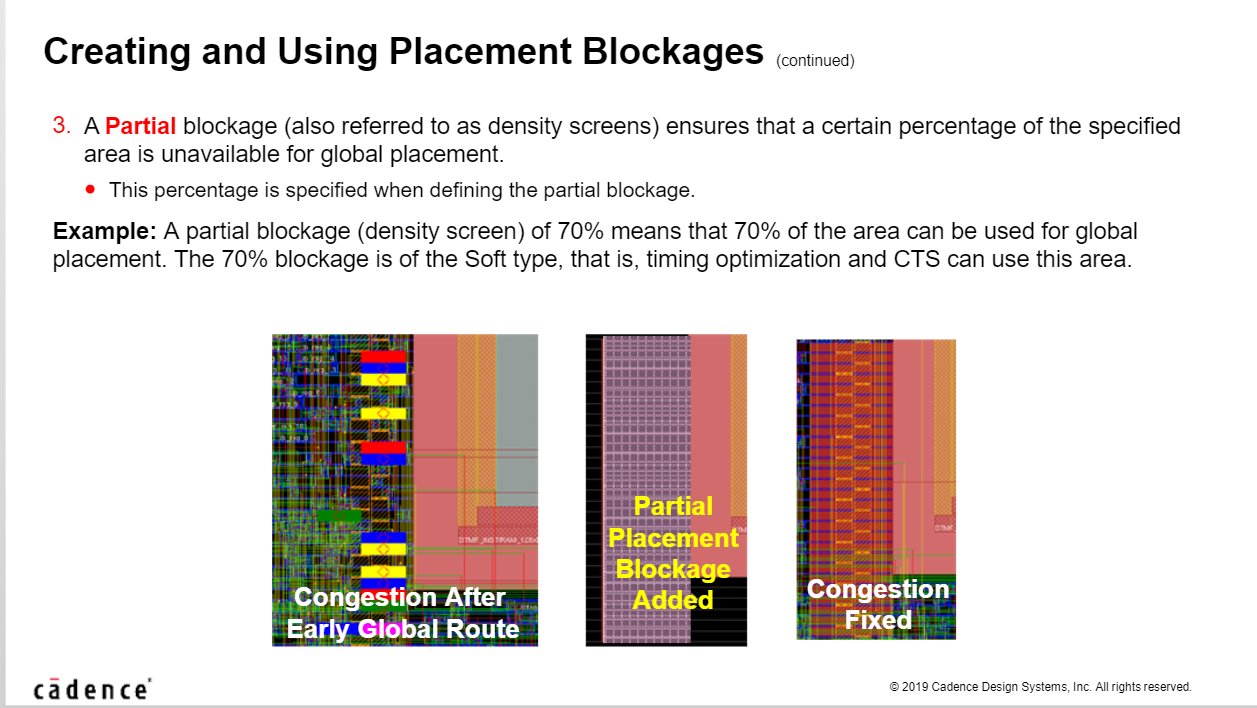 Creating and Using Placement Blockages (continued)
3. A Partial blockage (also referred to as density screens) ensures that a certain percentage of the specified
area is unavailable for global placement.
• This percentage is specified when defining the partial blockage.
Example: A partial blockage (density screen) of 70% means that 70% of the area can be used for global
placement. The 70% blockage is of the Soft type, that is, timing optimization and CTS can use this area.
Congestion After
Early Global Route
Partial
Placement
Blockage
Added
Congestion
Fixed
cādence
© 2019 Cadence Design Systems, Inc. All rights reserved.